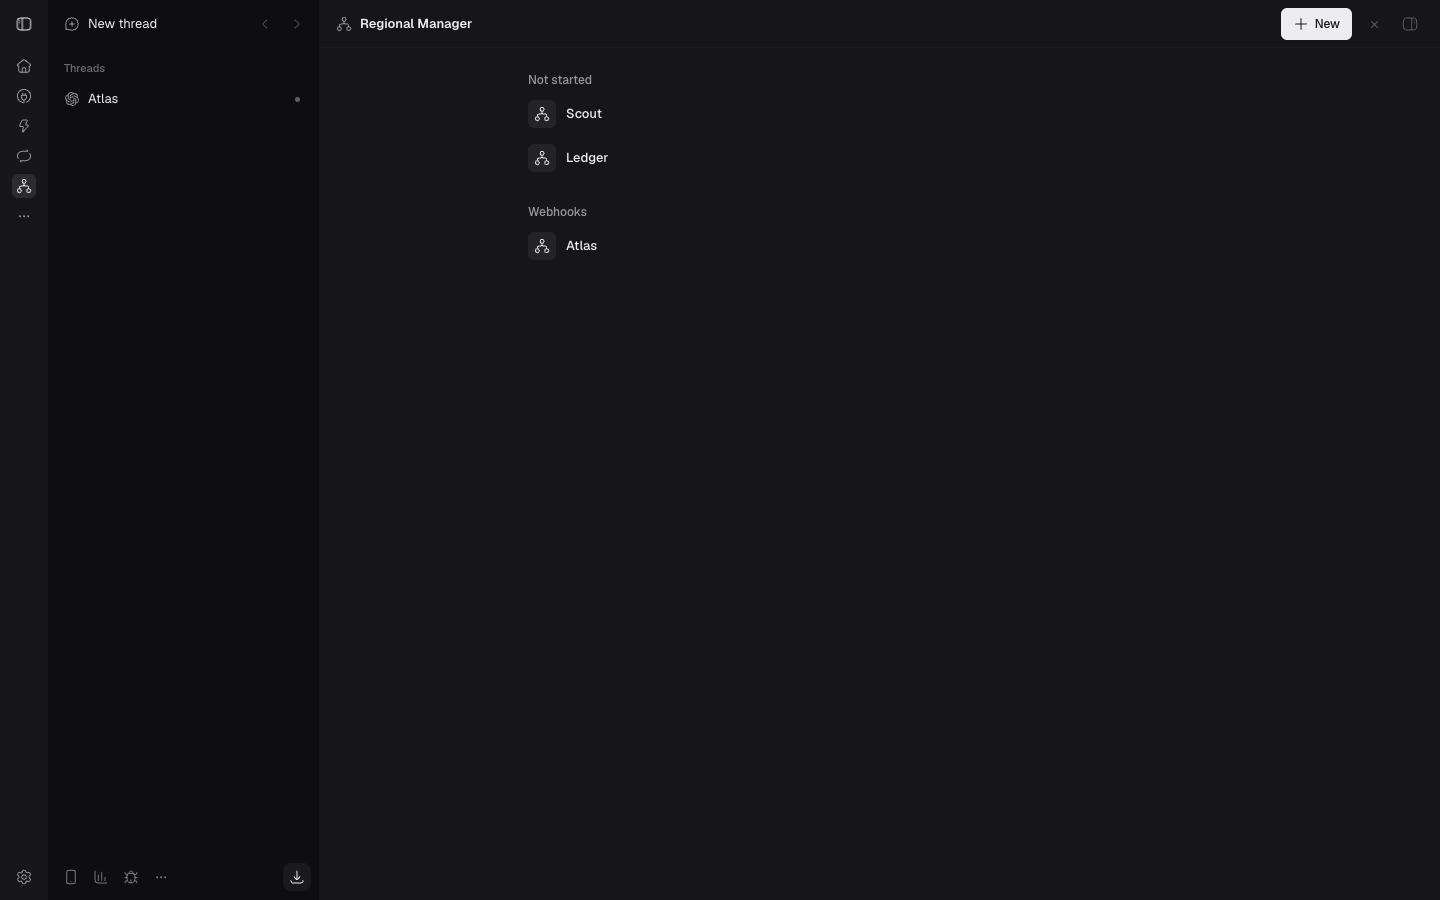 New thread
Threads
Atlas
Regional Manager
New
Not started
Scout
Ledger
Webhooks
Atlas